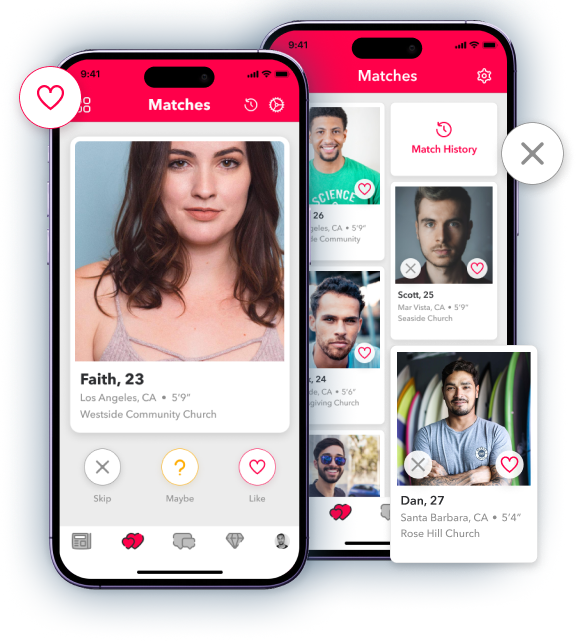 9:41
Matches
Faith, 23
Los Angeles, CA • 5’9”
Westside Community Church
Skip
Maybe
Like
9:41
Matches
SCIENCE
26
geles, CA • 5’9”
Community
Match History
Scott, 25
Mar Vista, CA • 5’9”
Seaside Church
24
CA • 5’6”
giving Church
Dan, 27
Santa Barbara, CA • 5’4”
Rose Hill Church